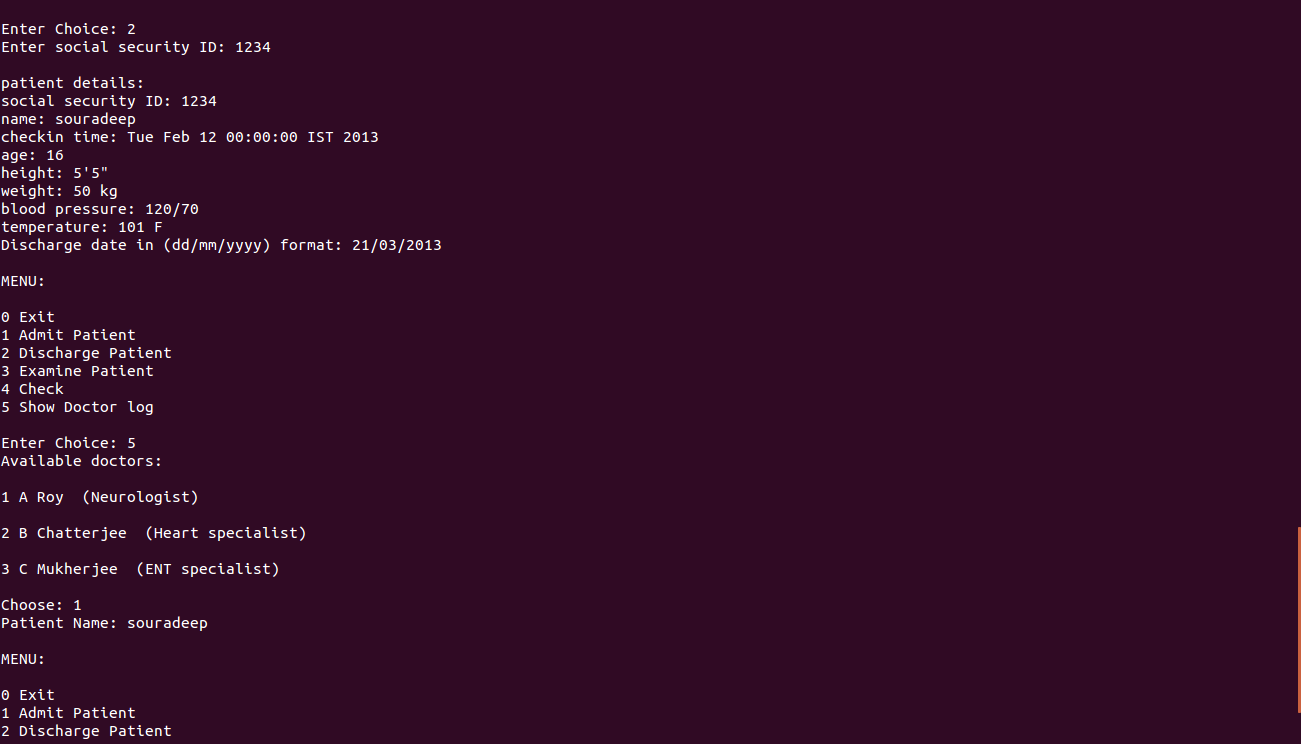 Enter Choice: 2
Enter social security ID: 1234
patient details:
social security ID: 1234
name: souradeep
checkin time: Tue Feb 12 00:00:00 IST 2013
age: 16
height: 5'5"
weight: 50 kg
blood pressure: 120/70
temperature: 101 F
Discharge date in (dd/mm/yyyy) format: 21/03/2013
MENU:
0 Exit
1 Admit Patient
2 Discharge Patient
3 Examine Patient
4 Check
5 Show Doctor log
Enter Choice: 5
Available doctors:
1 A Roy  (Neurologist)
2 B Chatterjee  (Heart specialist)
3 C Mukherjee  (ENT specialist)
Choose: 1
Patient Name: souradeep
MENU:
0 Exit
1 Admit Patient
2 Discharge Patient